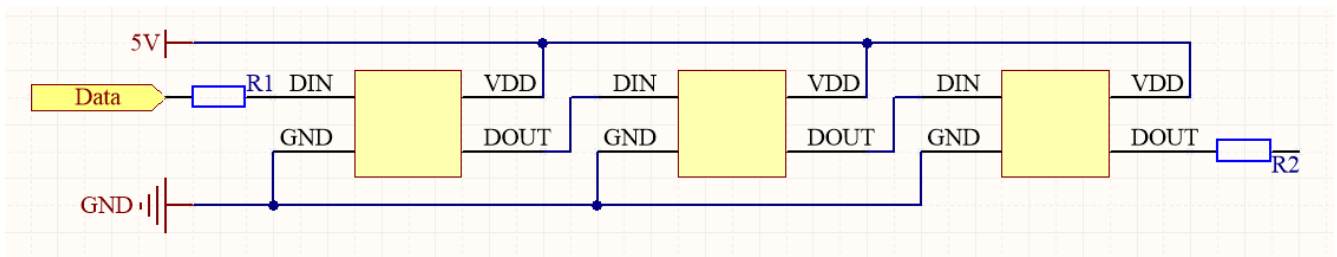 5V
Data
R1
DIN
VDD
GND
DOUT
DIN
VDD
GND
DOUT
DIN
VDD
GND
DOUT
R2
GND